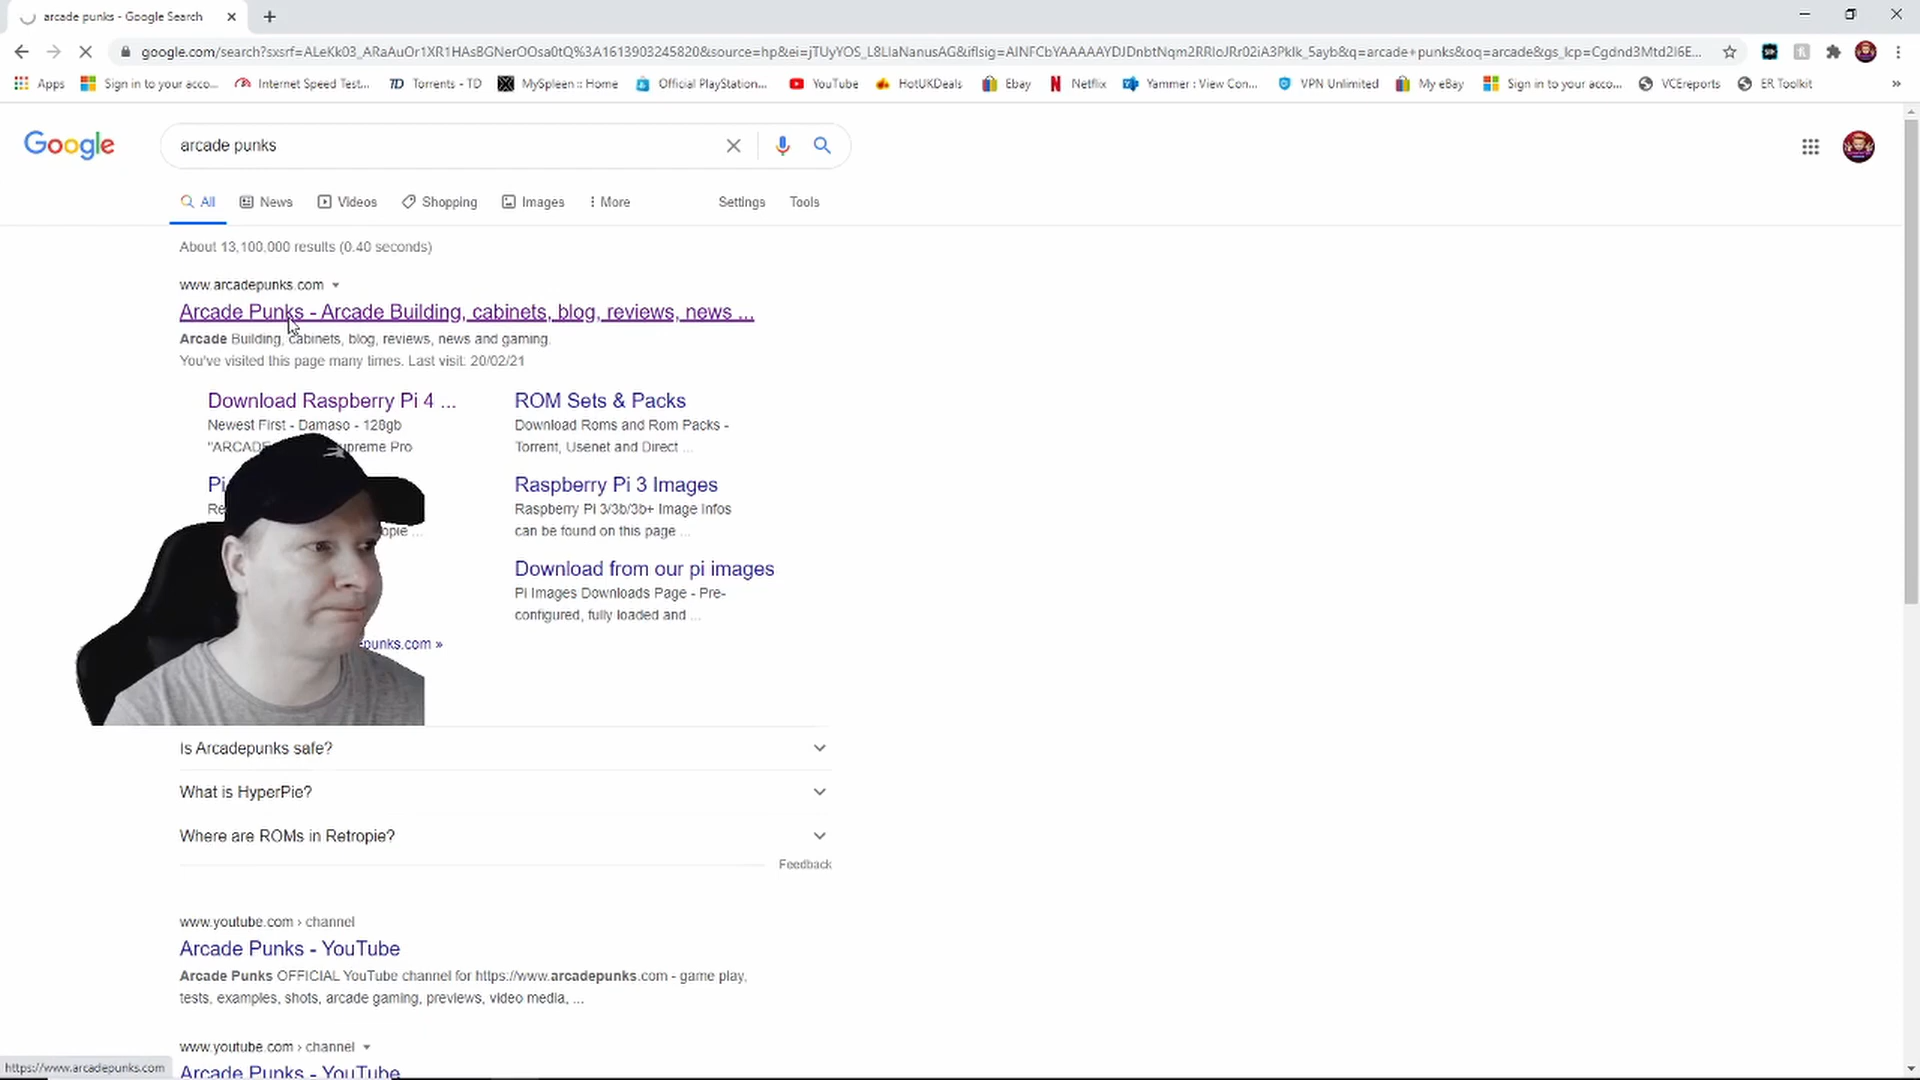 arcade punks - Google Search
google.com/search?sxsrf=ALeKk03_ARaAuOr1XR1HAsBGNerOOsa0tQ%3A1613903245820&source=hp&ei=jTUyYOS_L8LlaNanusAG&iflsig=AINFCbYAAAAAYDJDnbtNqm2RRIoJRr02iA3Pklk_5ayb&q=arcade+punks&oq=arcade&gs_lcp=Cgdnd3Mtd2l6E...
Apps Sign in to your acco... Internet Speed Test... TD Torrents - TD MySpleen :: Home Official PlayStation... YouTube HotUKDeals Ebay Netflix Yammer : View Con... VPN Unlimited My eBay Sign in to your acco... VCEreports ER Toolkit »
Google
arcade punks
All News Videos Shopping Images More Settings Tools
About 13,100,000 results (0.40 seconds)
www.arcadepunks.com
Arcade Punks - Arcade Building, cabinets, blog, reviews, news ...
Arcade Building, cabinets, blog, reviews, news and gaming.
You've visited this page many times. Last visit: 20/02/21
Download Raspberry Pi 4 ... ROM Sets & Packs
Newest First - Damaso - 128gb Download Roms and Rom Packs -
"ARCADE upreme Pro Torrent, Usenet and Direct ...
Pi Raspberry Pi 3 Images
Re Raspberry Pi 3/3b/3b+ Image Infos
opie ... can be found on this page ...
Download from our pi images
Pi Images Downloads Page - Pre-
configured, fully loaded and ...
punks.com »
Is Arcadepunks safe?
What is HyperPie?
Where are ROMs in Retropie?
Feedback
www.youtube.com › channel
Arcade Punks - YouTube
Arcade Punks OFFICIAL YouTube channel for https://www.arcadepunks.com - game play,
tests, examples, shots, arcade gaming, previews, video media, ...
www.youtube.com › channel
Arcade Punks - YouTube
https://www.arcadepunks.com